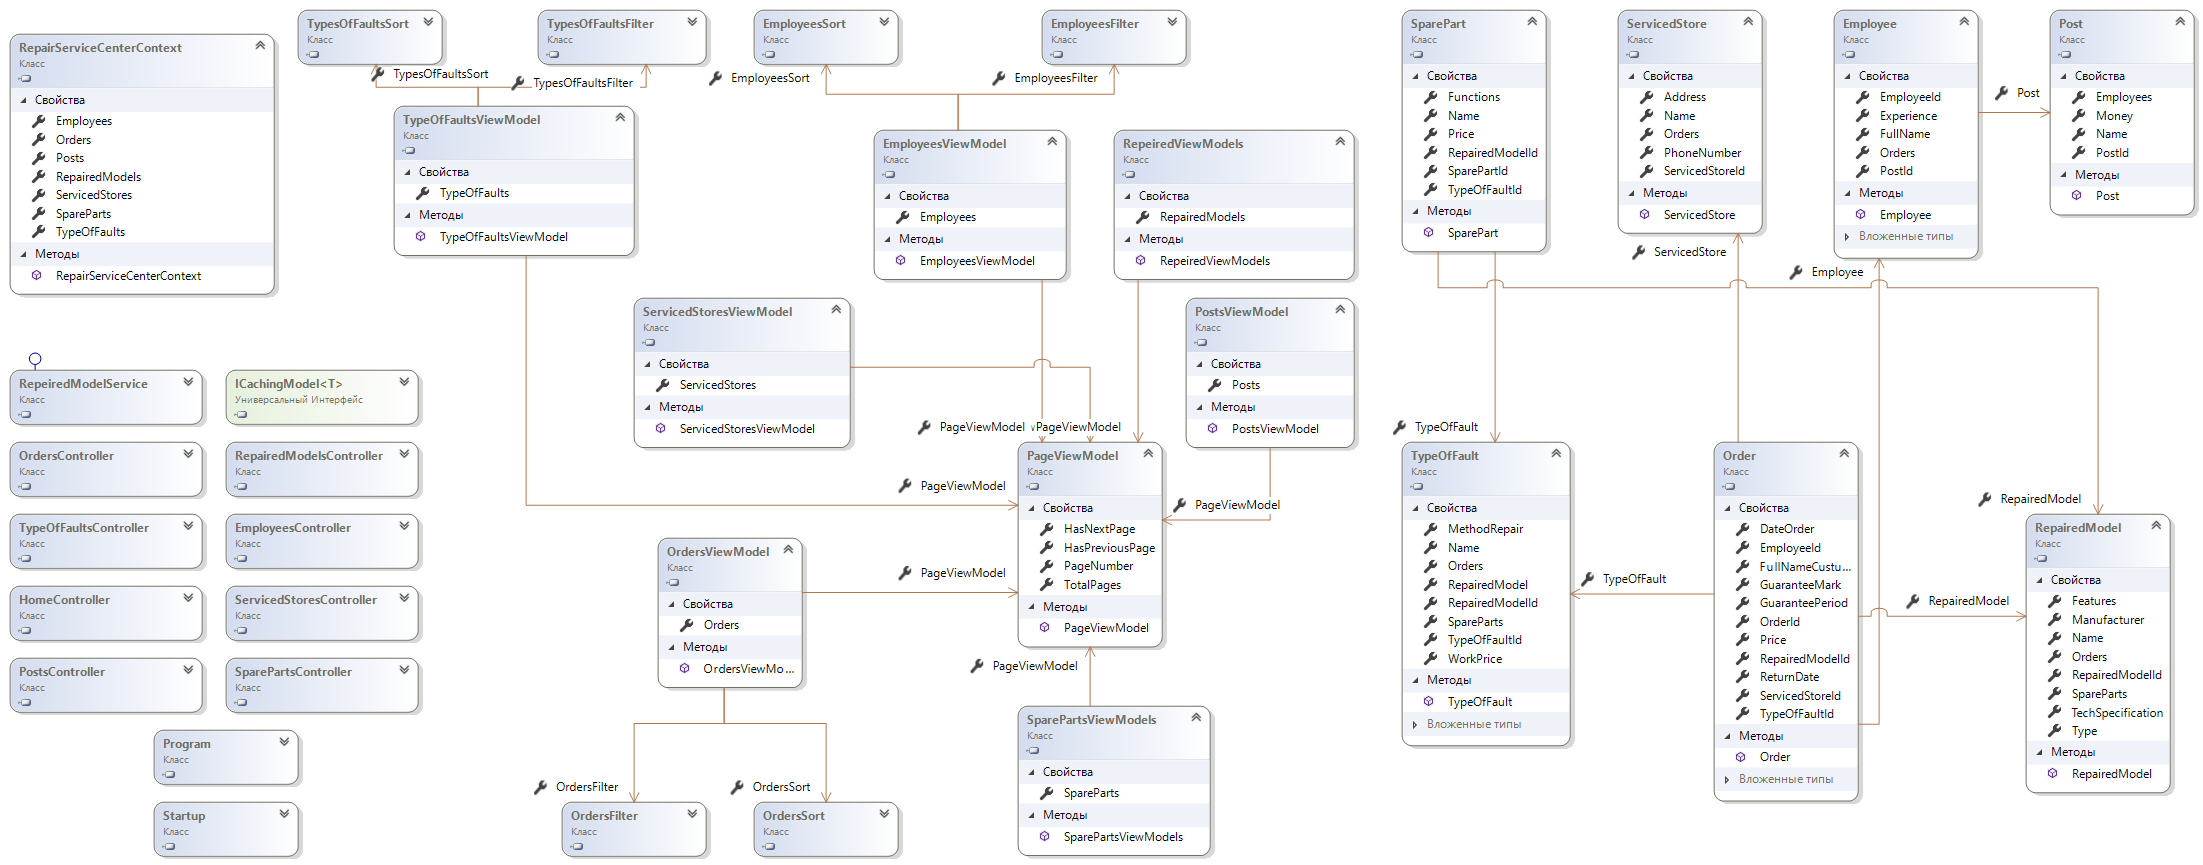 RepairServiceCenterContext
Класс
Свойства
Employees
Orders
Posts
RepairedModels
ServicedStores
SpareParts
TypeOfFaults
Методы
RepairServiceCenterContext
TypesOfFaultsSort
Класс
TypesOfFaultsFilter
Класс
EmployeesSort
Класс
EmployeesFilter
Класс
TypesOfFaultsSort
TypesOfFaultsFilter
EmployeesSort
EmployeesFilter
TypeOfFaultsViewModel
Класс
Свойства
TypeOfFaults
Методы
TypeOfFaultsViewModel
EmployeesViewModel
Класс
Свойства
Employees
Методы
EmployeesViewModel
RepeiredViewModels
Класс
Свойства
RepairedModels
Методы
RepeiredViewModels
ServicedStoresViewModel
Класс
Свойства
ServicedStores
Методы
ServicedStoresViewModel
PostsViewModel
Класс
Свойства
Posts
Методы
PostsViewModel
RepeiredModelService
Класс
ICachingModel<T>
Универсальный Интерфейс
OrdersController
Класс
RepairedModelsController
Класс
TypeOfFaultsController
Класс
EmployeesController
Класс
HomeController
Класс
ServicedStoresController
Класс
PostsController
Класс
SparePartsController
Класс
Program
Класс
Startup
Класс
PageViewModel
PageViewModel
PageViewModel
PageViewModel
PageViewModel
PageViewModel
PageViewModel
Класс
Свойства
HasNextPage
HasPreviousPage
PageNumber
TotalPages
Методы
PageViewModel
OrdersViewModel
Класс
Свойства
Orders
Методы
OrdersViewMo...
OrdersFilter
OrdersSort
OrdersFilter
Класс
OrdersSort
Класс
SparePartsViewModels
Класс
Свойства
SpareParts
Методы
SparePartsViewModels
SparePart
Класс
Свойства
Functions
Name
Price
RepairedModelId
SparePartId
TypeOfFaultId
Методы
SparePart
ServicedStore
Класс
Свойства
Address
Name
Orders
PhoneNumber
ServicedStoreId
Методы
ServicedStore
ServicedStore
Employee
Класс
Свойства
EmployeeId
Experience
FullName
Orders
PostId
Методы
Employee
Вложенные типы
Employee
Post
Post
Класс
Свойства
Employees
Money
Name
PostId
Методы
Post
TypeOfFault
TypeOfFault
Класс
Свойства
MethodRepair
Name
Orders
RepairedModel
RepairedModelId
SpareParts
TypeOfFaultId
WorkPrice
Методы
TypeOfFault
Вложенные типы
TypeOfFault
Order
Класс
Свойства
DateOrder
EmployeeId
FullNameCustu...
GuaranteeMark
GuaranteePeriod
OrderId
Price
RepairedModelId
ReturnDate
ServicedStoreId
TypeOfFaultId
Методы
Order
Вложенные типы
RepairedModel
RepairedModel
RepairedModel
Класс
Свойства
Features
Manufacturer
Name
Orders
RepairedModelId
SpareParts
TechSpecification
Type
Методы
RepairedModel